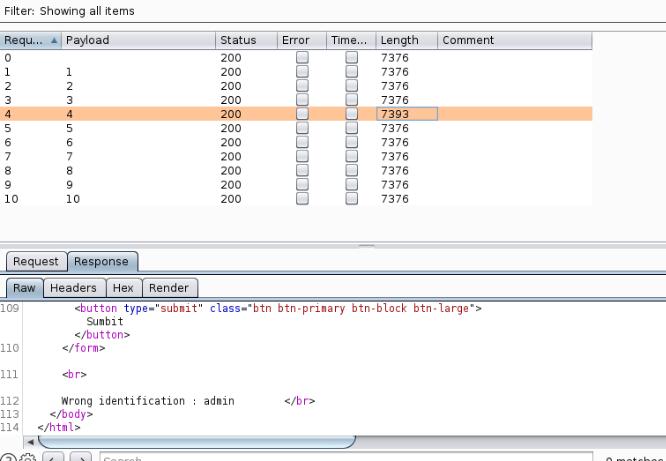 Filter: Showing all items
Requ... Payload Status Error Time... Length Comment
0 200 7376
1 1 200 7376
2 2 200 7376
3 3 200 7376
4 4 200 7393
5 5 200 7376
6 6 200 7376
7 7 200 7376
8 8 200 7376
9 9 200 7376
10 10 200 7376
Request Response
Raw Headers Hex Render
109 <button type="submit" class="btn btn-primary btn-block btn-large">
Sumbit
</button>
110 </form>
111 <br>
112 Wrong identification : admin </br>
113 </body>
114 </html>
Search... 0 matches